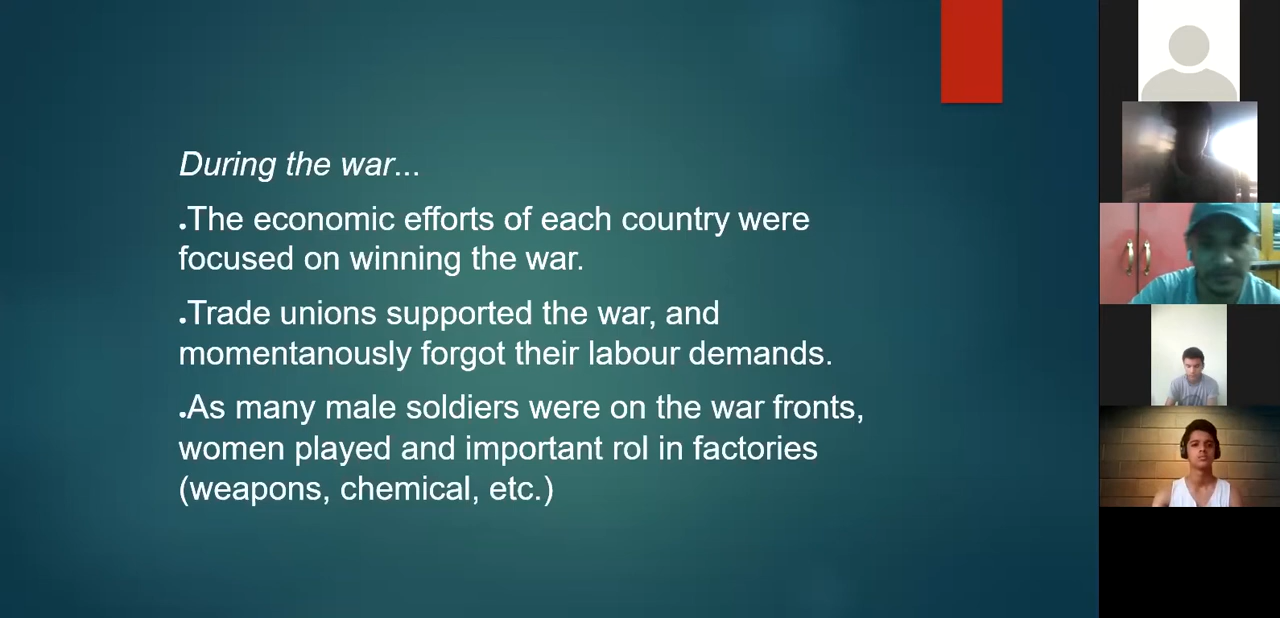 During the war...
.The economic efforts of each country were
focused on winning the war.
.Trade unions supported the war, and
momentanously forgot their labour demands.
.As many male soldiers were on the war fronts,
women played and important rol in factories
(weapons, chemical, etc.)